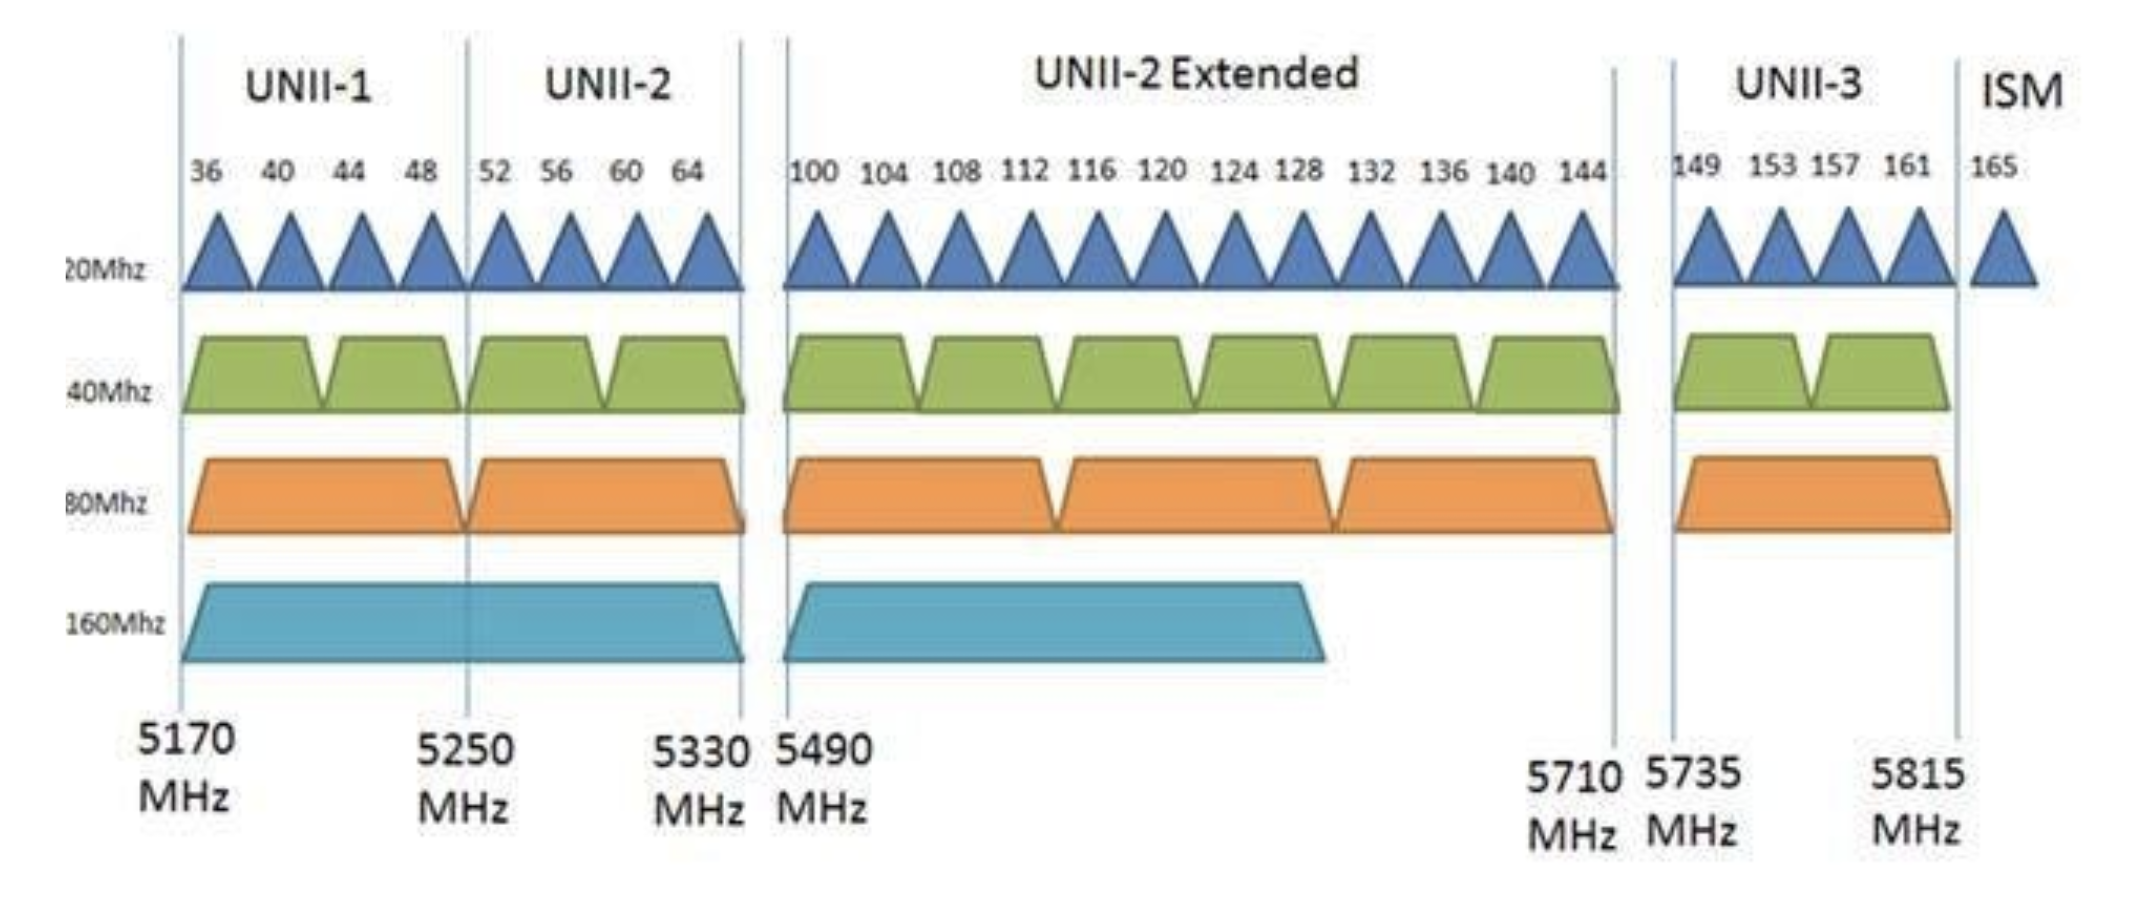 UNII-1 UNII-2 UNII-2 Extended UNII-3 ISM
36 40 44 48 52 56 60 64 100 104 108 112 116 120 124 128 132 136 140 144 149 153 157 161 165
20Mhz
40Mhz
80Mhz
160Mhz
5170 5250 5330 5490 5710 5735 5815
MHz MHz MHz MHz MHz MHz MHz